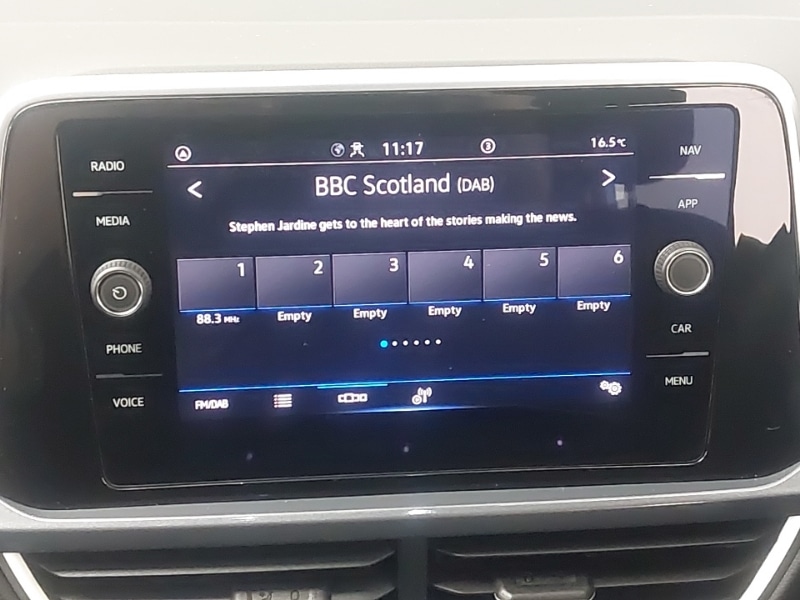 RADIO
MEDIA
PHONE
VOICE
11:17
3
16.5°C
BBC Scotland (DAB)
Stephen Jardine gets to the heart of the stories making the news.
1 2 3 4 5 6
88.3 MHz Empty Empty Empty Empty Empty
FM/DAB
NAV
APP
CAR
MENU